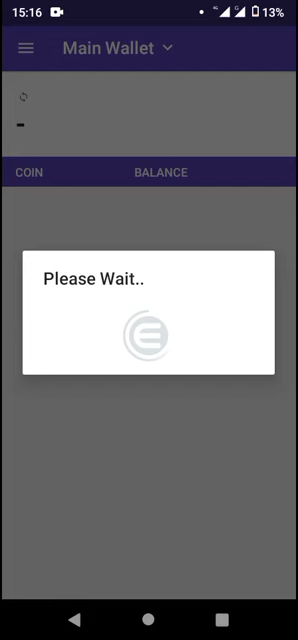 15:16 13%
Main Wallet
-
COIN BALANCE
Please Wait..